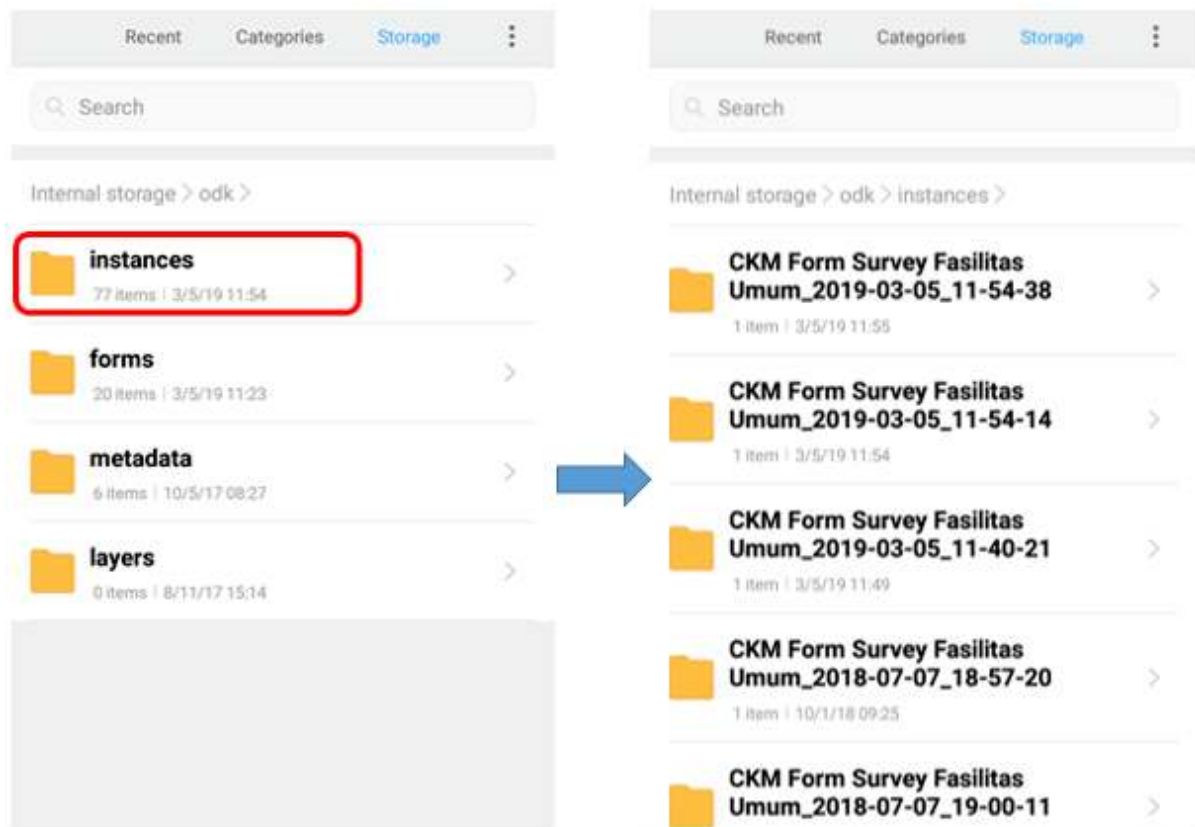 Recent Categories Storage
Search
Internal storage > odk >
instances
77 items | 3/5/19 11:54
forms
20 items | 3/5/19 11:23
metadata
6 items | 10/5/17 08:27
layers
0 items | 8/11/17 15:14
Recent Categories Storage
Search
Internal storage > odk > instances >
CKM Form Survey Fasilitas
Umum_2019-03-05_11-54-38
1 item | 3/5/19 11:55
CKM Form Survey Fasilitas
Umum_2019-03-05_11-54-14
1 item | 3/5/19 11:54
CKM Form Survey Fasilitas
Umum_2019-03-05_11-40-21
1 item | 3/5/19 11:49
CKM Form Survey Fasilitas
Umum_2018-07-07_18-57-20
1 item | 10/1/18 09:25
CKM Form Survey Fasilitas
Umum_2018-07-07_19-00-11